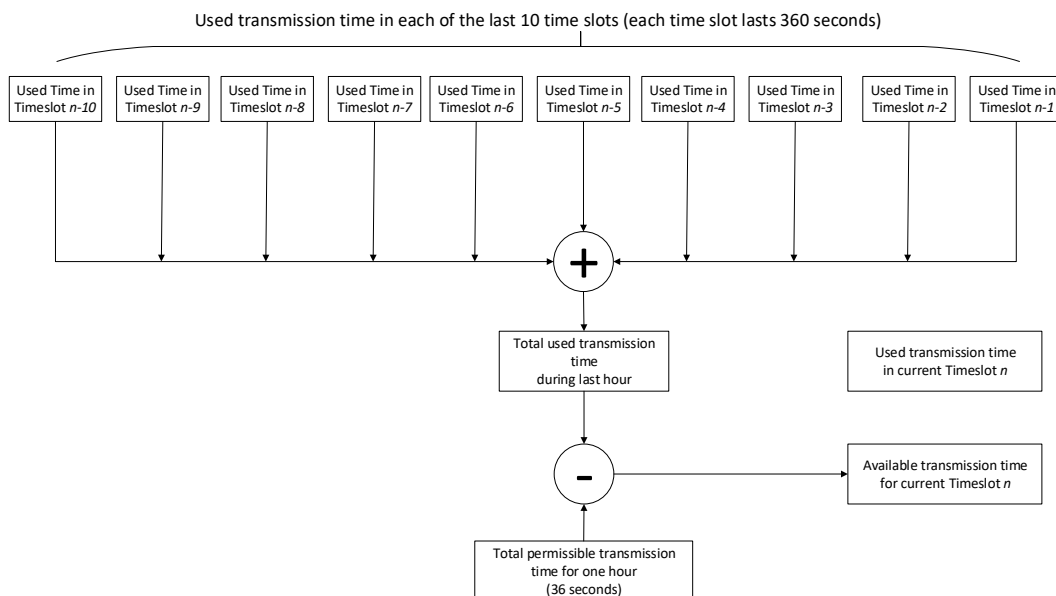 Used transmission time in each of the last 10 time slots (each time slot lasts 360 seconds)
Used Time in
Timeslot n-10
Used Time in
Timeslot n-9
Used Time in
Timeslot n-8
Used Time in
Timeslot n-7
Used Time in
Timeslot n-6
Used Time in
Timeslot n-5
Used Time in
Timeslot n-4
Used Time in
Timeslot n-3
Used Time in
Timeslot n-2
Used Time in
Timeslot n-1
+
Total used transmission
time
during last hour
Used transmission time
in current Timeslot n
-
Available transmission time
for current Timeslot n
Total permissible transmission
time for one hour
(36 seconds)